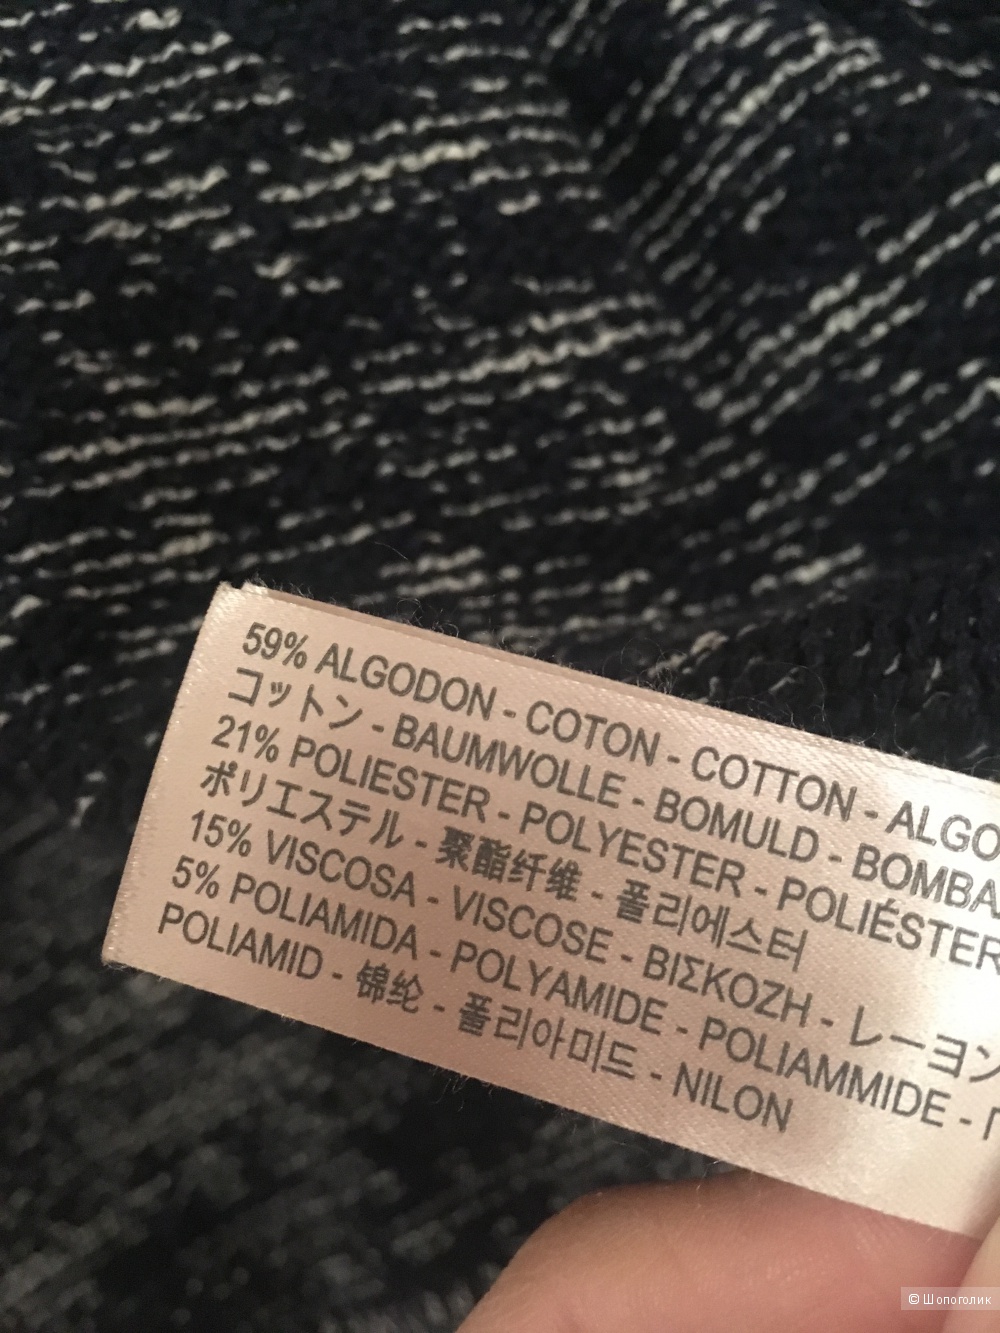 59% ALGODON - COTON - COTTON - ALGO
コットン - BAUMWOLLE - BOMULD - BOMBA
21% POLIESTER - POLYESTER - POLIÉSTER
ポリエステル - 聚酯纤维 - 폴리에스터
15% VISCOSA - VISCOSE - ΒΙΣΚΟΖΗ - レーヨン
5% POLIAMIDA - POLYAMIDE - POLIAMMIDE -
POLIAMID - 锦纶 - 폴리아미드 - NILON
© Шопоголик